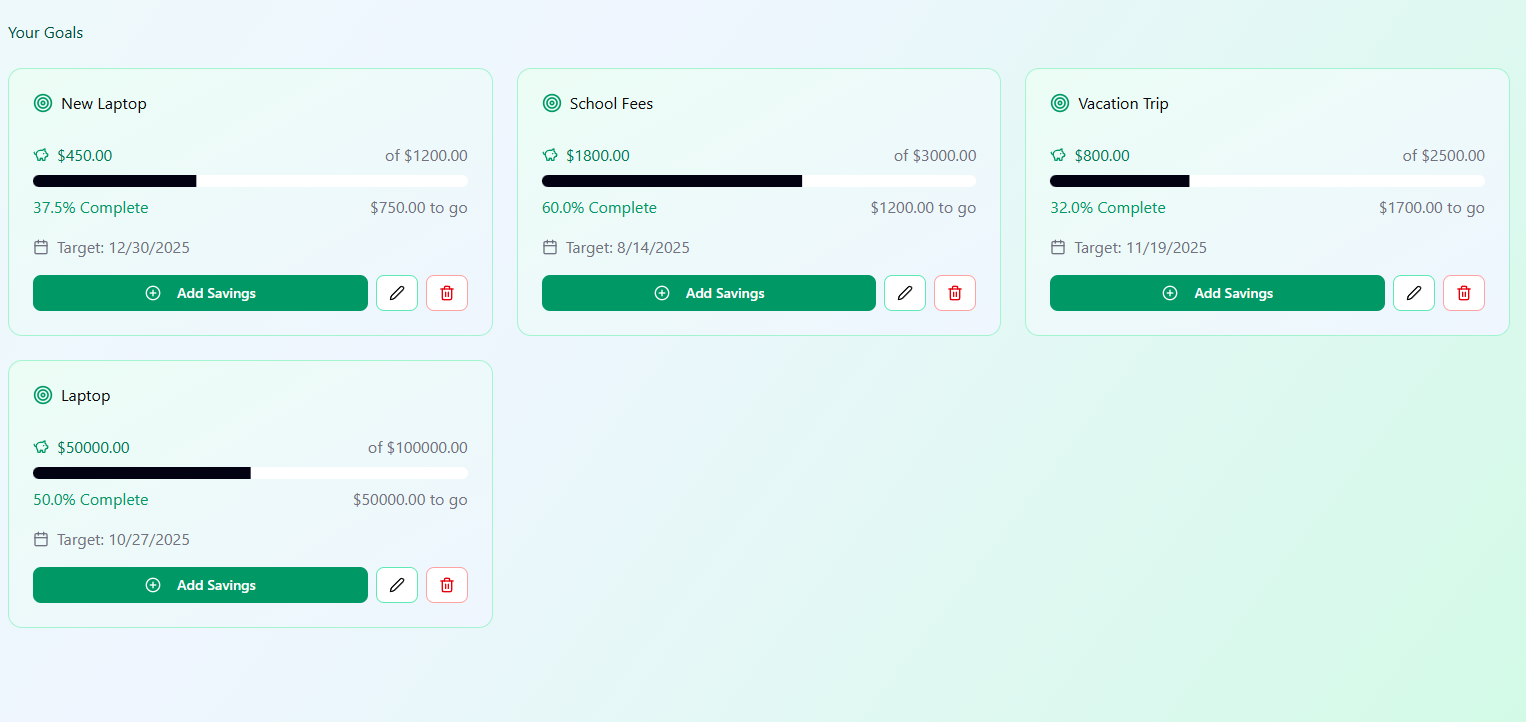 Your Goals
New Laptop
$450.00 of $1200.00
37.5% Complete $750.00 to go
Target: 12/30/2025
Add Savings
School Fees
$1800.00 of $3000.00
60.0% Complete $1200.00 to go
Target: 8/14/2025
Add Savings
Vacation Trip
$800.00 of $2500.00
32.0% Complete $1700.00 to go
Target: 11/19/2025
Add Savings
Laptop
$50000.00 of $100000.00
50.0% Complete $50000.00 to go
Target: 10/27/2025
Add Savings